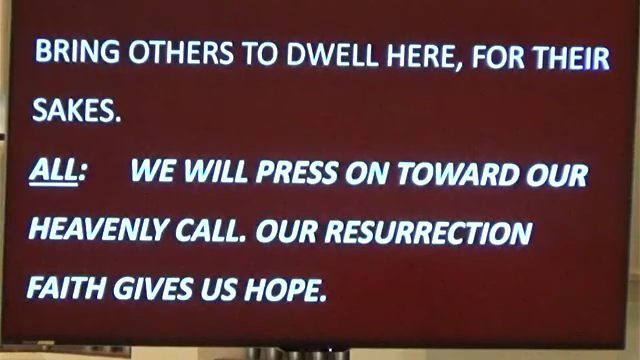 BRING OTHERS TO DWELL HERE, FOR THEIR
SAKES.
ALL: WE WILL PRESS ON TOWARD OUR
HEAVENLY CALL. OUR RESURRECTION
FAITH GIVES US HOPE.